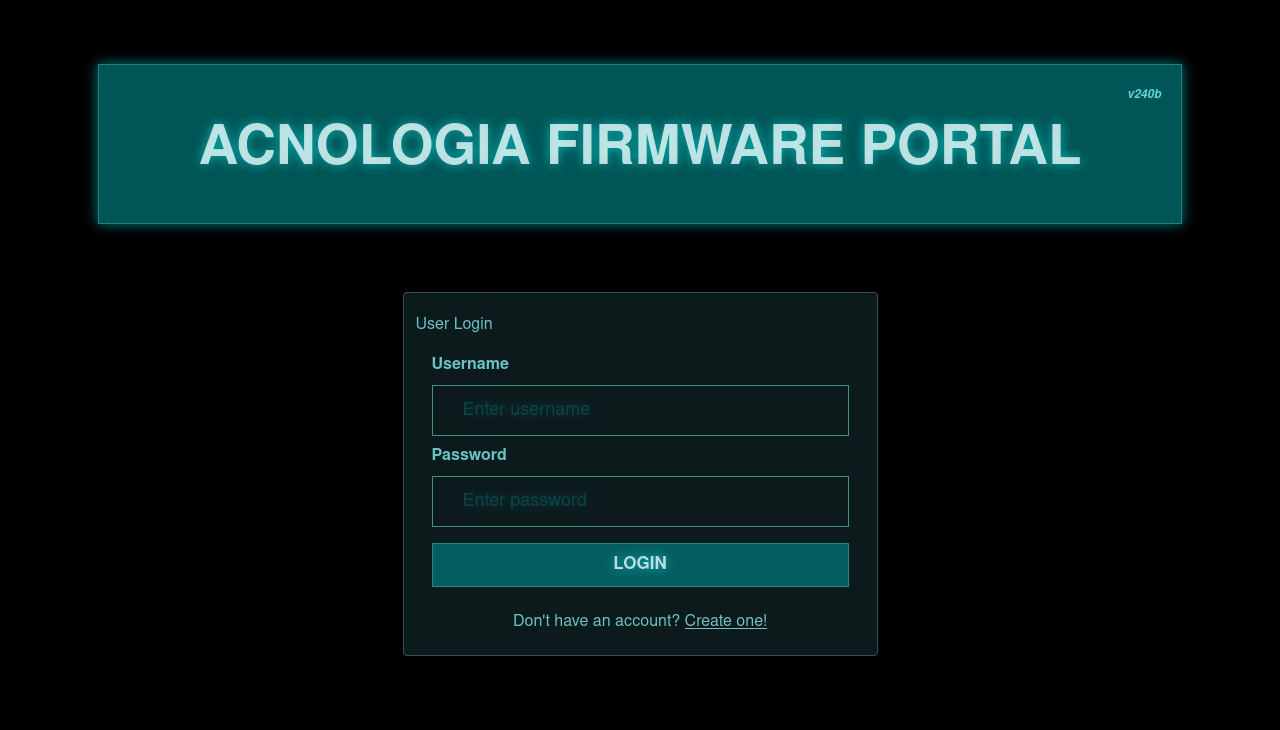 v240b
ACNOLOGIA FIRMWARE PORTAL
User Login
Username
Enter username
Password
Enter password
LOGIN
Don't have an account? Create one!